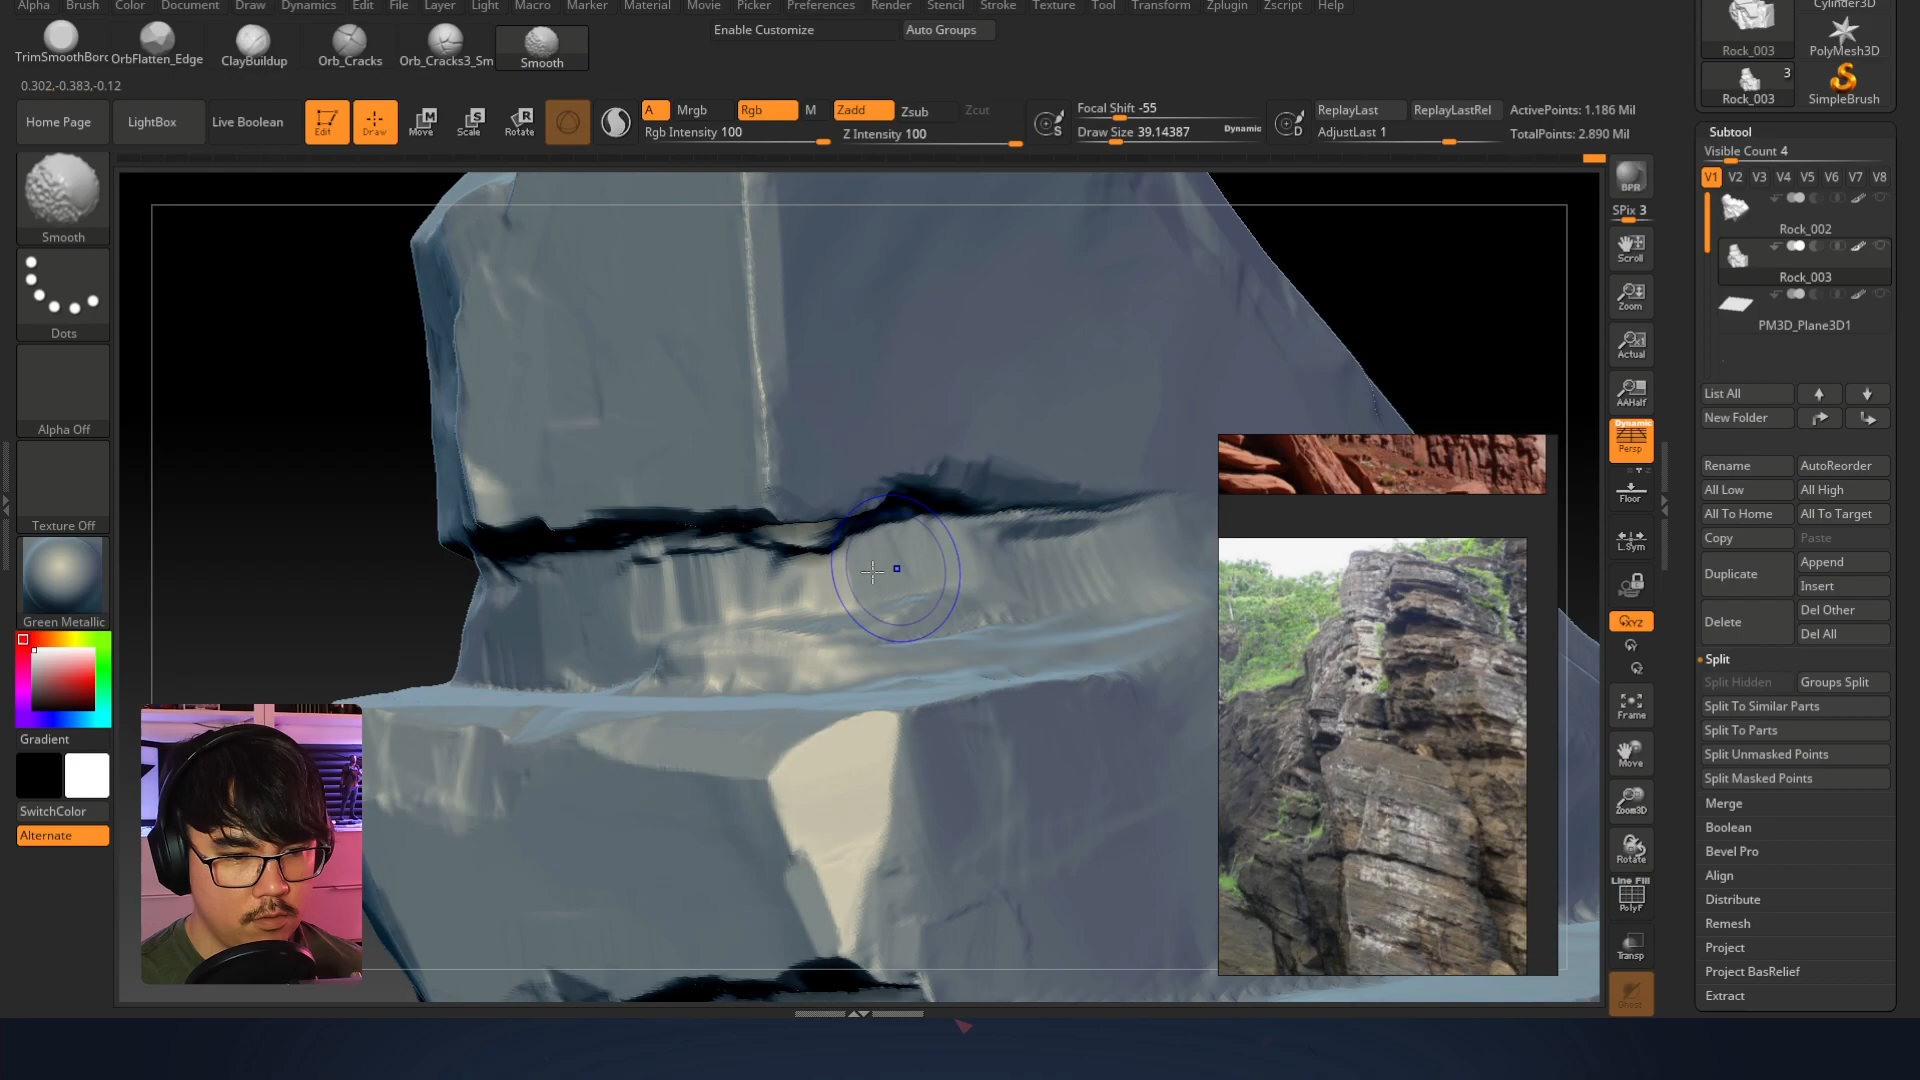 Alpha Brush Color Document Draw Dynamics Edit File Layer Light Macro Marker Material Movie Picker Preferences Render Stencil Stroke Texture Tool Transform Zplugin Zscript Help
Cylinder3D
Enable Customize Auto Groups
TrimSmoothBorc OrbFlatten_Edge ClayBuildup Orb_Cracks Orb_Cracks3_Sm Smooth
Rock_003 PolyMesh3D
3
Rock_003 SimpleBrush
0.302,-0.383,-0.12
Home Page LightBox Live Boolean Edit Draw Move Scale Rotate
A Mrgb Rgb M Zadd Zsub Zcut
Rgb Intensity 100 Z Intensity 100
S Focal Shift -55
Draw Size 39.14387 Dynamic
D ReplayLast ReplayLastRel
AdjustLast 1
ActivePoints: 1.186 Mil
TotalPoints: 2.890 Mil
Smooth
Dots
Alpha Off
Texture Off
Green Metallic
Gradient
SwitchColor
Alternate
BPR
SPix 3
Scroll
Zoom
Actual
AAHalf
Dynamic
Persp
Floor
L.Sym
XYZ
Frame
Move
Zoom3D
Rotate
Line Fill
PolyF
Transp
Ghost
Subtool
Visible Count 4
V1 V2 V3 V4 V5 V6 V7 V8
Rock_002
Rock_003
PM3D_Plane3D1
List All
New Folder
Rename AutoReorder
All Low All High
All To Home All To Target
Copy Paste
Duplicate Append
Insert
Delete Del Other
Del All
Split
Split Hidden Groups Split
Split To Similar Parts
Split To Parts
Split Unmasked Points
Split Masked Points
Merge
Boolean
Bevel Pro
Align
Distribute
Remesh
Project
Project BasRelief
Extract